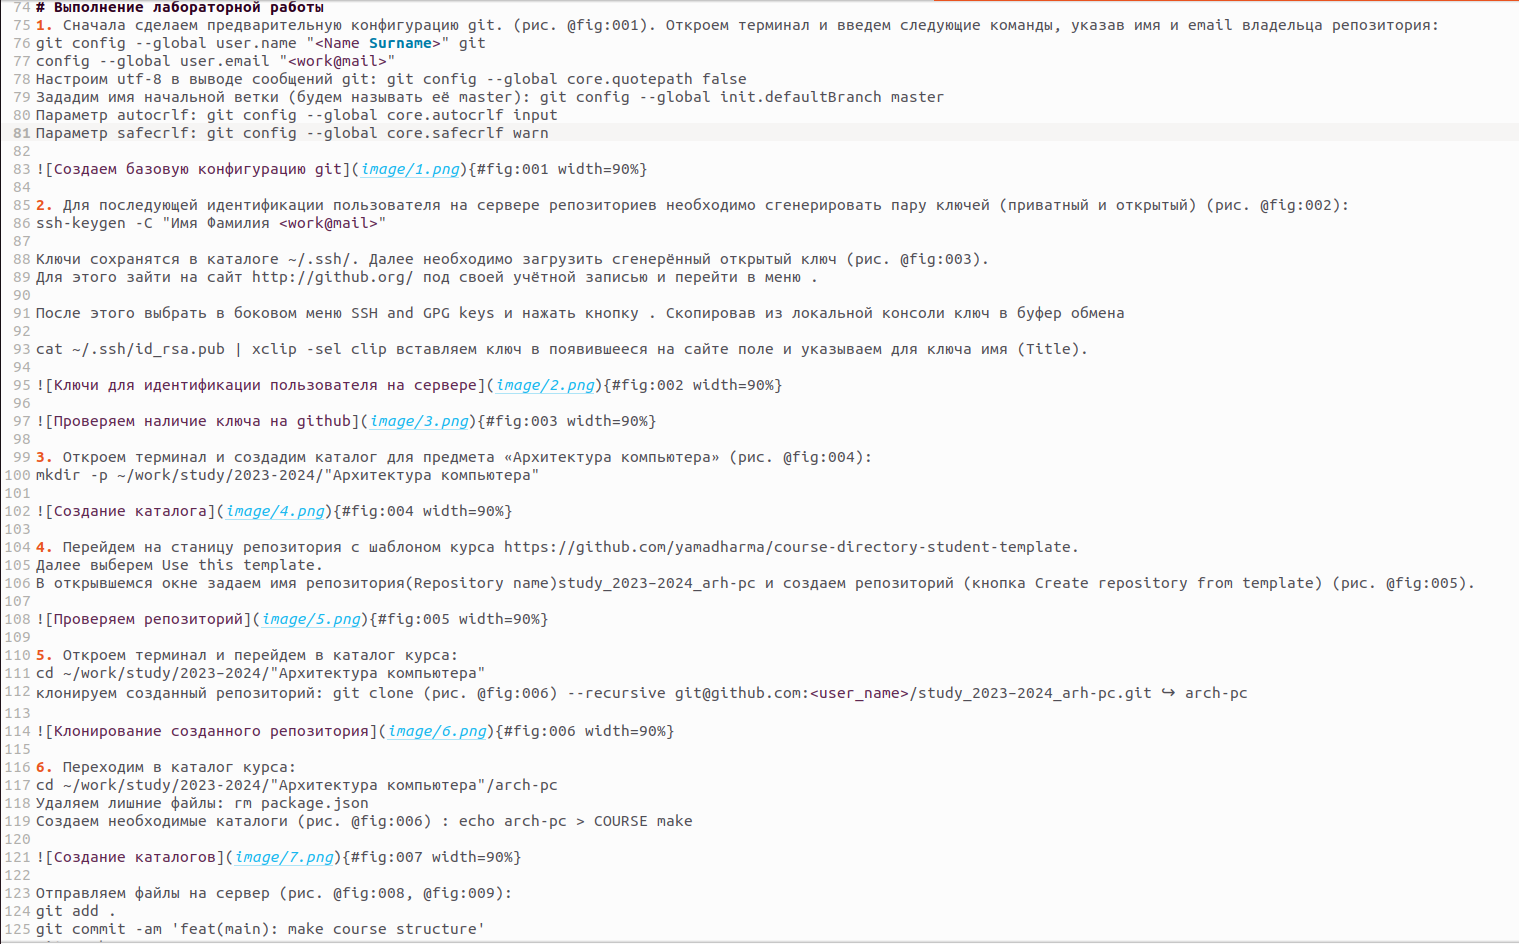 74 # Выполнение лабораторной работы
75 1. Сначала сделаем предварительную конфигурацию git. (рис. @fig:001). Откроем терминал и введем следующие команды, указав имя и email владельца репозитория:
76 git config --global user.name "<Name Surname>" git
77 config --global user.email "<work@mail>"
78 Настроим utf-8 в выводе сообщений git: git config --global core.quotepath false
79 Зададим имя начальной ветки (будем называть её master): git config --global init.defaultBranch master
80 Параметр autocrlf: git config --global core.autocrlf input
81 Параметр safecrlf: git config --global core.safecrlf warn
82
83 ![Создаем базовую конфигурацию git](image/1.png){#fig:001 width=90%}
84
85 2. Для последующей идентификации пользователя на сервере репозиториев необходимо сгенерировать пару ключей (приватный и открытый) (рис. @fig:002):
86 ssh-keygen -C "Имя Фамилия <work@mail>"
87
88 Ключи сохранятся в каталоге ~/.ssh/. Далее необходимо загрузить сгенерённый открытый ключ (рис. @fig:003).
89 Для этого зайти на сайт http://github.org/ под своей учётной записью и перейти в меню .
90
91 После этого выбрать в боковом меню SSH and GPG keys и нажать кнопку . Скопировав из локальной консоли ключ в буфер обмена
92
93 cat ~/.ssh/id_rsa.pub | xclip -sel clip вставляем ключ в появившееся на сайте поле и указываем для ключа имя (Title).
94
95 ![Ключи для идентификации пользователя на сервере](image/2.png){#fig:002 width=90%}
96
97 ![Проверяем наличие ключа на github](image/3.png){#fig:003 width=90%}
98
99 3. Откроем терминал и создадим каталог для предмета «Архитектура компьютера» (рис. @fig:004):
100 mkdir -p ~/work/study/2023-2024/"Архитектура компьютера"
101
102 ![Создание каталога](image/4.png){#fig:004 width=90%}
103
104 4. Перейдем на станицу репозитория с шаблоном курса https://github.com/yamadharma/course-directory-student-template.
105 Далее выберем Use this template.
106 В открывшемся окне задаем имя репозитория(Repository name)study_2023–2024_arh-pc и создаем репозиторий (кнопка Create repository from template) (рис. @fig:005).
107
108 ![Проверяем репозиторий](image/5.png){#fig:005 width=90%}
109
110 5. Откроем терминал и перейдем в каталог курса:
111 cd ~/work/study/2023-2024/"Архитектура компьютера"
112 клонируем созданный репозиторий: git clone (рис. @fig:006) --recursive git@github.com:<user_name>/study_2023–2024_arh-pc.git ↪ arch-pc
113
114 ![Клонирование созданного репозитория](image/6.png){#fig:006 width=90%}
115
116 6. Переходим в каталог курса:
117 cd ~/work/study/2023-2024/"Архитектура компьютера"/arch-pc
118 Удаляем лишние файлы: rm package.json
119 Создаем необходимые каталоги (рис. @fig:006) : echo arch-pc > COURSE make
120
121 ![Создание каталогов](image/7.png){#fig:007 width=90%}
122
123 Отправляем файлы на сервер (рис. @fig:008, @fig:009):
124 git add .
125 git commit -am 'feat(main): make course structure'